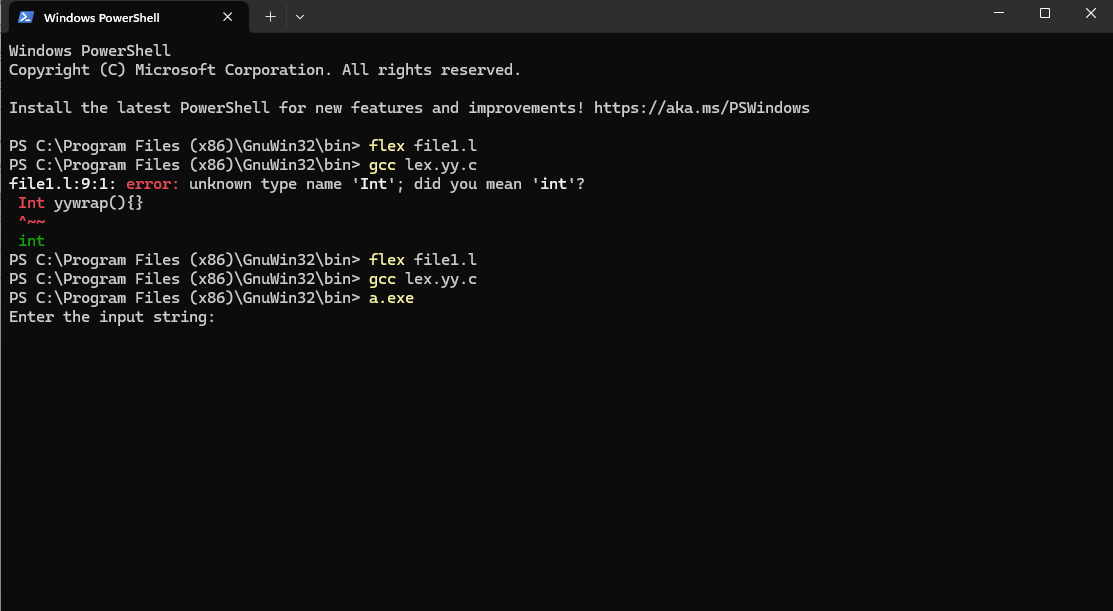 Windows PowerShell
Windows PowerShell
Copyright (C) Microsoft Corporation. All rights reserved.
Install the latest PowerShell for new features and improvements! https://aka.ms/PSWindows
PS C:\Program Files (x86)\GnuWin32\bin> flex file1.l
PS C:\Program Files (x86)\GnuWin32\bin> gcc lex.yy.c
file1.l:9:1: error: unknown type name 'Int'; did you mean 'int'?
 Int yywrap(){}
 ^~~
 int
PS C:\Program Files (x86)\GnuWin32\bin> flex file1.l
PS C:\Program Files (x86)\GnuWin32\bin> gcc lex.yy.c
PS C:\Program Files (x86)\GnuWin32\bin> a.exe
Enter the input string: